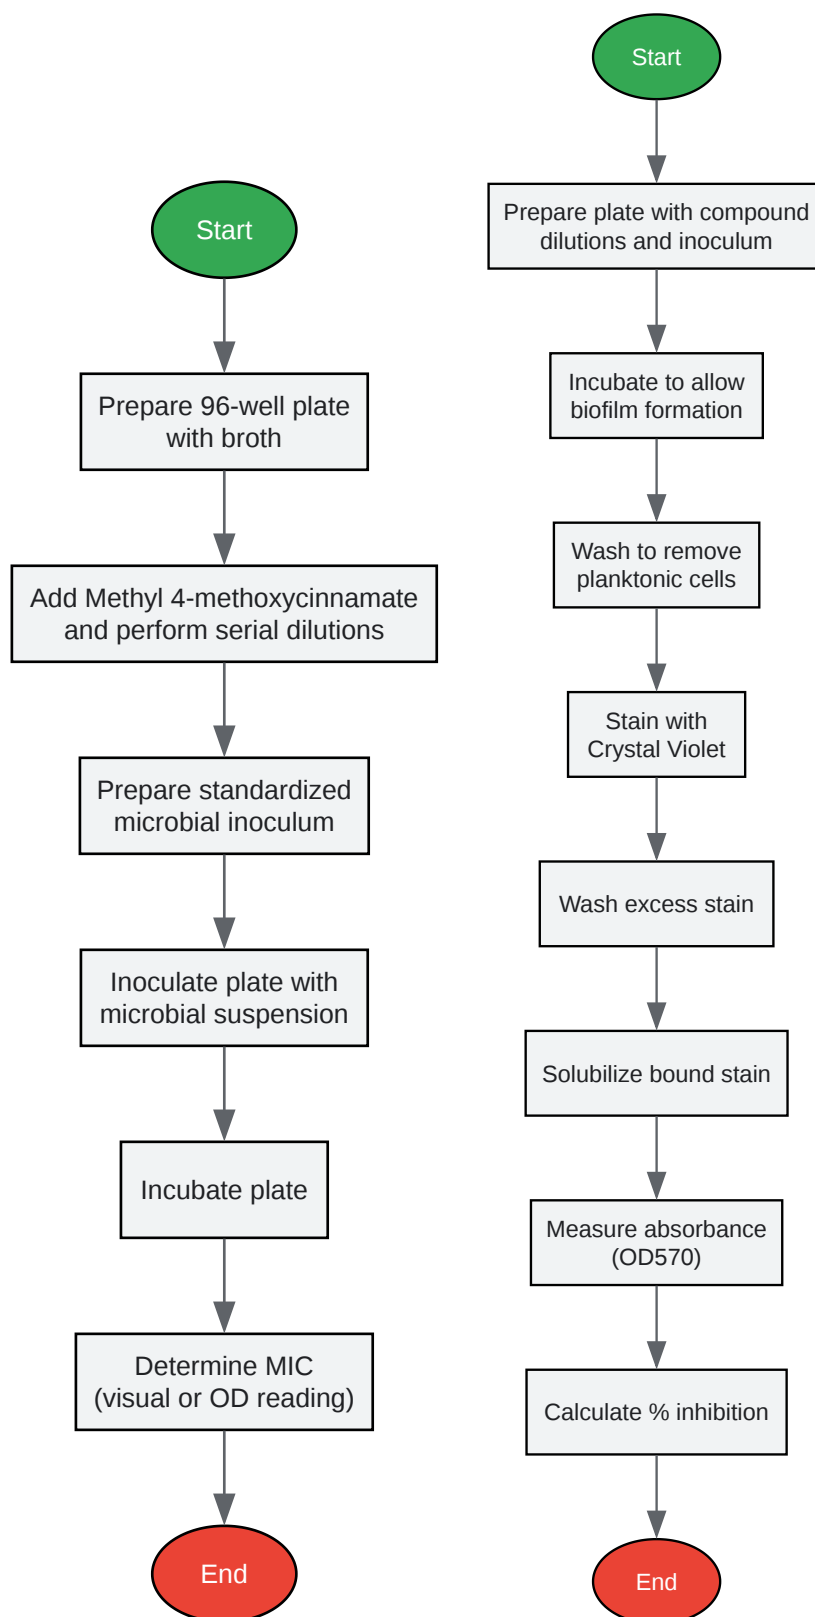 Start
Prepare 96-well plate
with broth
Add Methyl 4-methoxycinnamate
and perform serial dilutions
Prepare standardized
microbial inoculum
Inoculate plate with
microbial suspension
Incubate plate
Determine MIC
(visual or OD reading)
End
Start
Prepare plate with compound
dilutions and inoculum
Incubate to allow
biofilm formation
Wash to remove
planktonic cells
Stain with
Crystal Violet
Wash excess stain
Solubilize bound stain
Measure absorbance
(OD570)
Calculate % inhibition
End